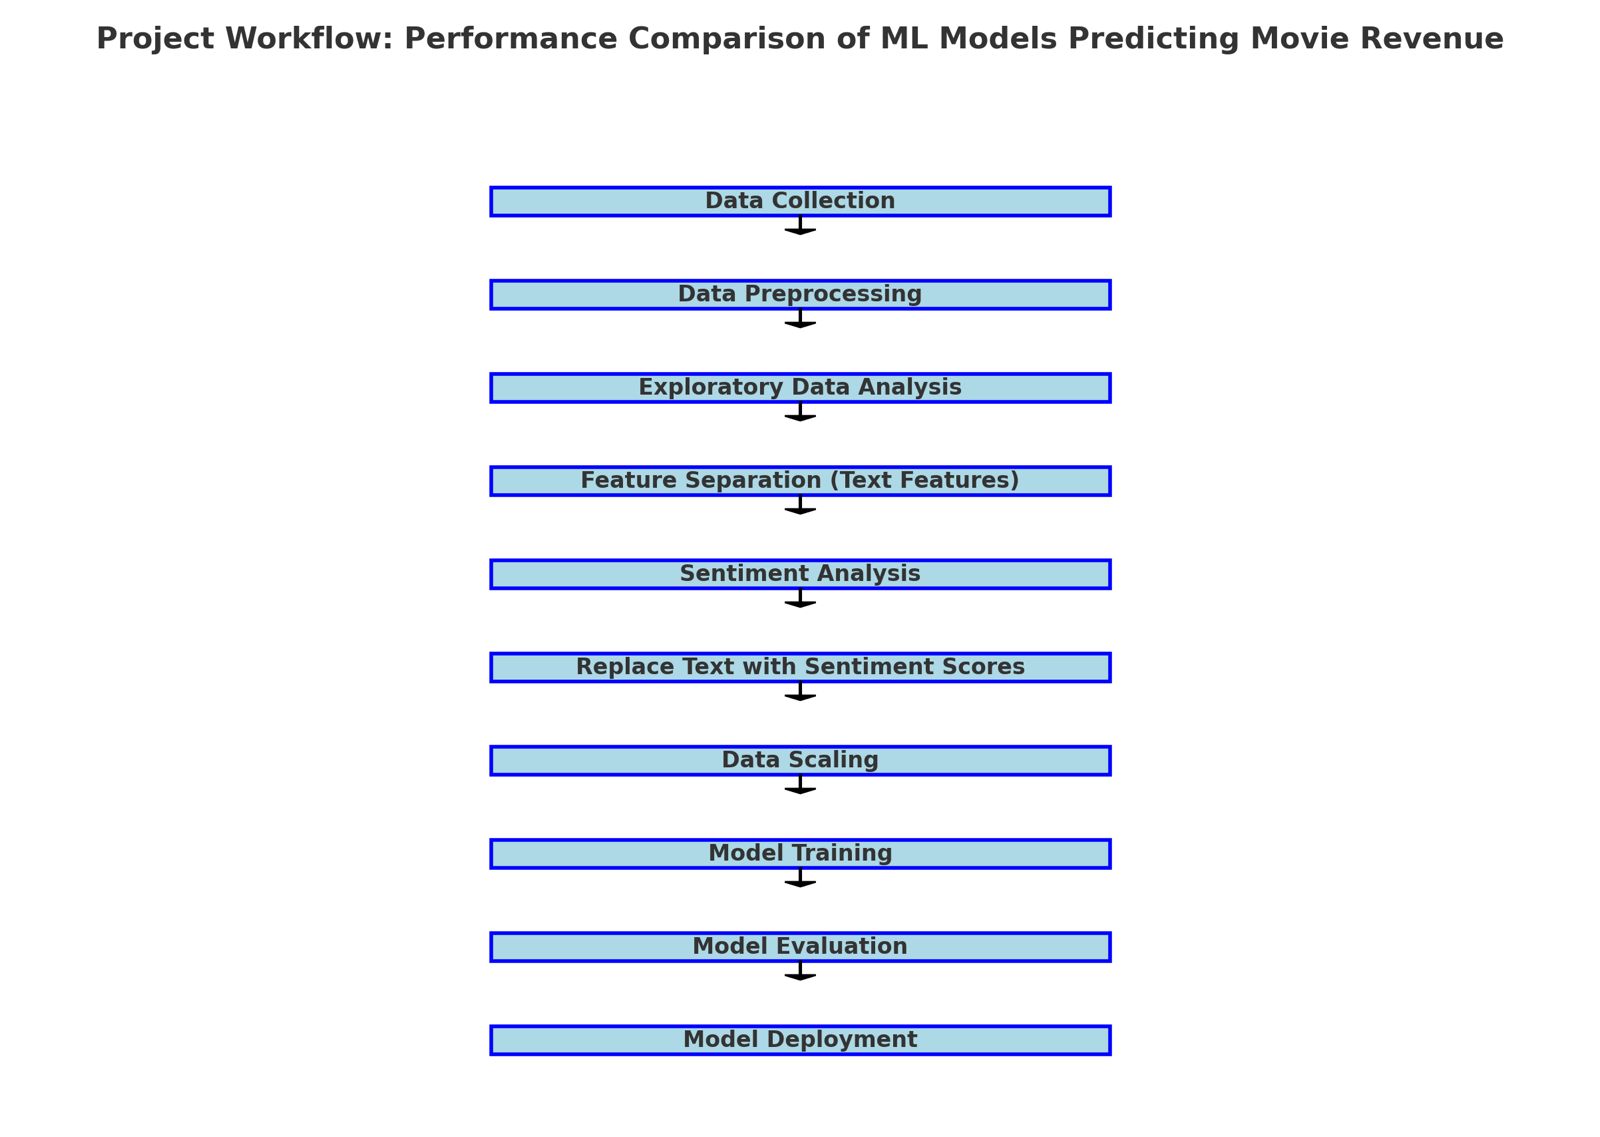 Project Workflow: Performance Comparison of ML Models Predicting Movie Revenue
Data Collection
Data Preprocessing
Exploratory Data Analysis
Feature Separation (Text Features)
Sentiment Analysis
Replace Text with Sentiment Scores
Data Scaling
Model Training
Model Evaluation
Model Deployment